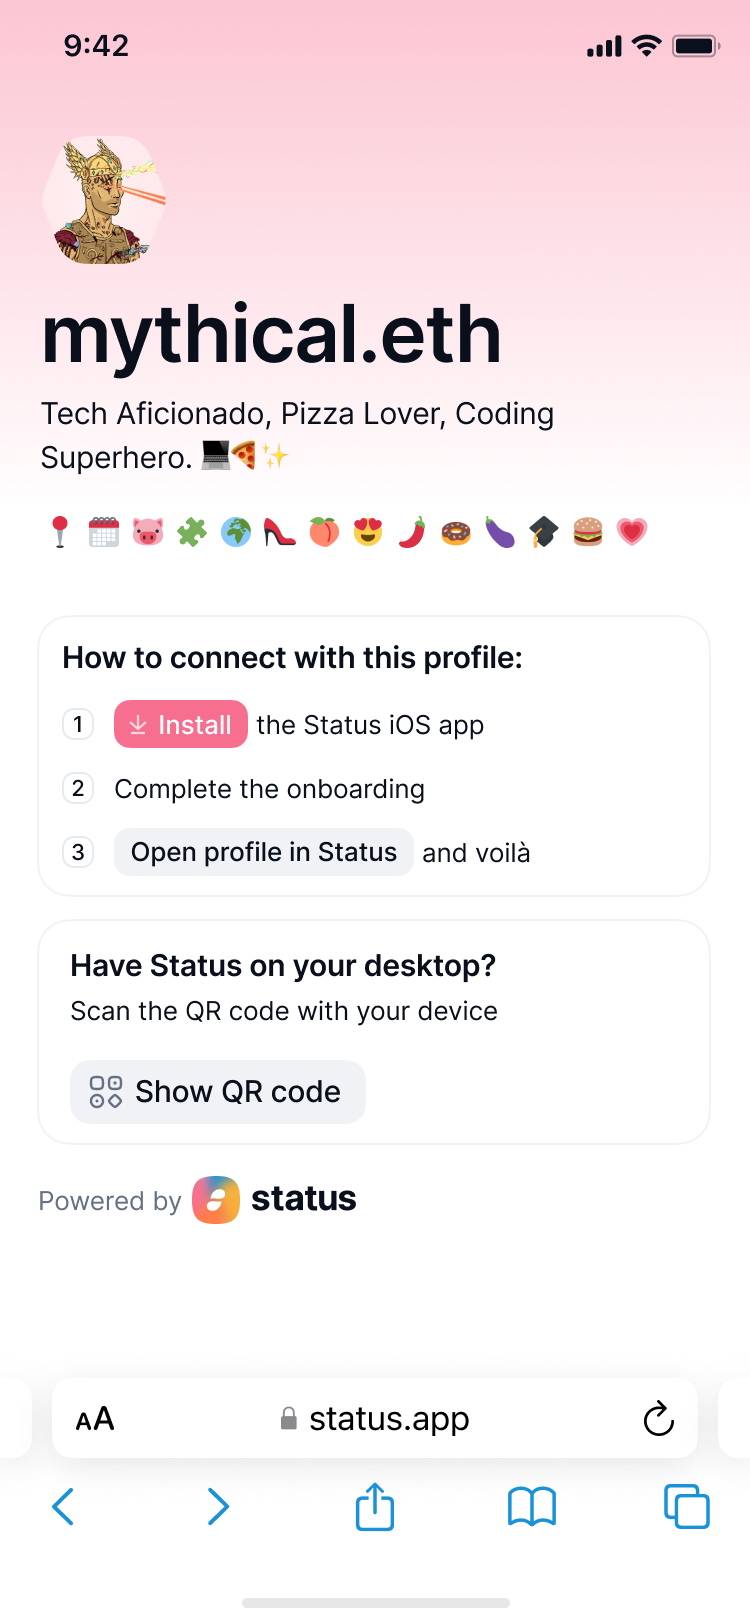 9:42
mythical.eth
Tech Aficionado, Pizza Lover, Coding
Superhero. 💻🍕✨
📍🗓🐷🧩🌍👠🍑😍🌶🍩🍆🎓🍔💗
How to connect with this profile:
1 Install the Status iOS app
2 Complete the onboarding
3 Open profile in Status and voilà
Have Status on your desktop?
Scan the QR code with your device
Show QR code
Powered by status
AA status.app